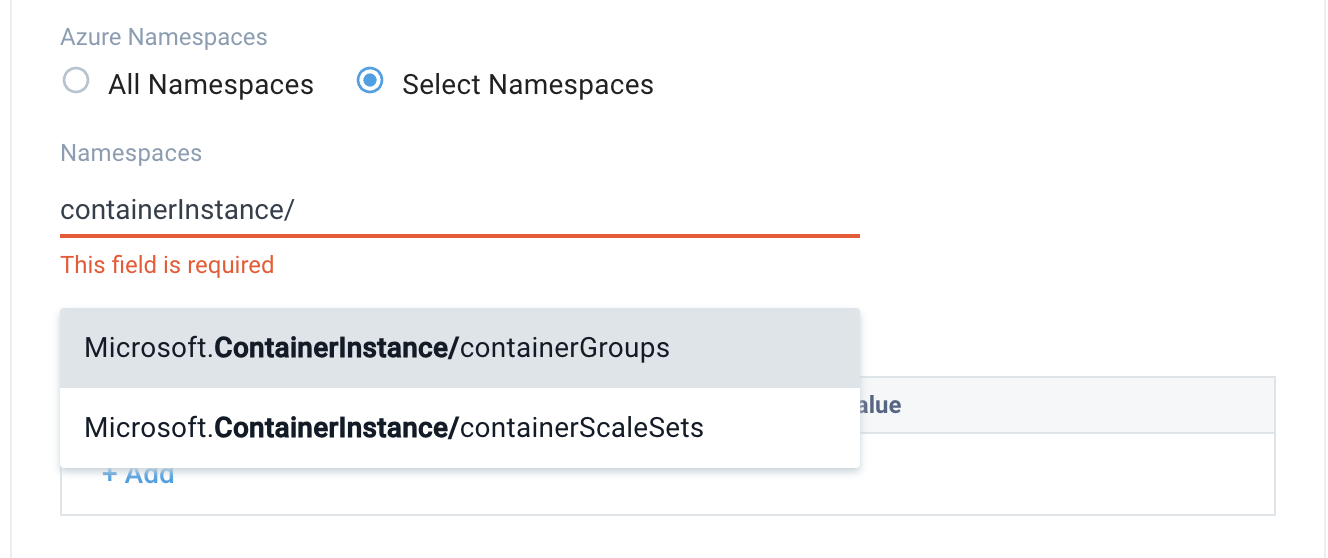 Azure Namespaces
All Namespaces Select Namespaces
Namespaces
containerInstance/
This field is required
Microsoft.ContainerInstance/containerGroups
alue
Microsoft.ContainerInstance/containerScaleSets
+ Add